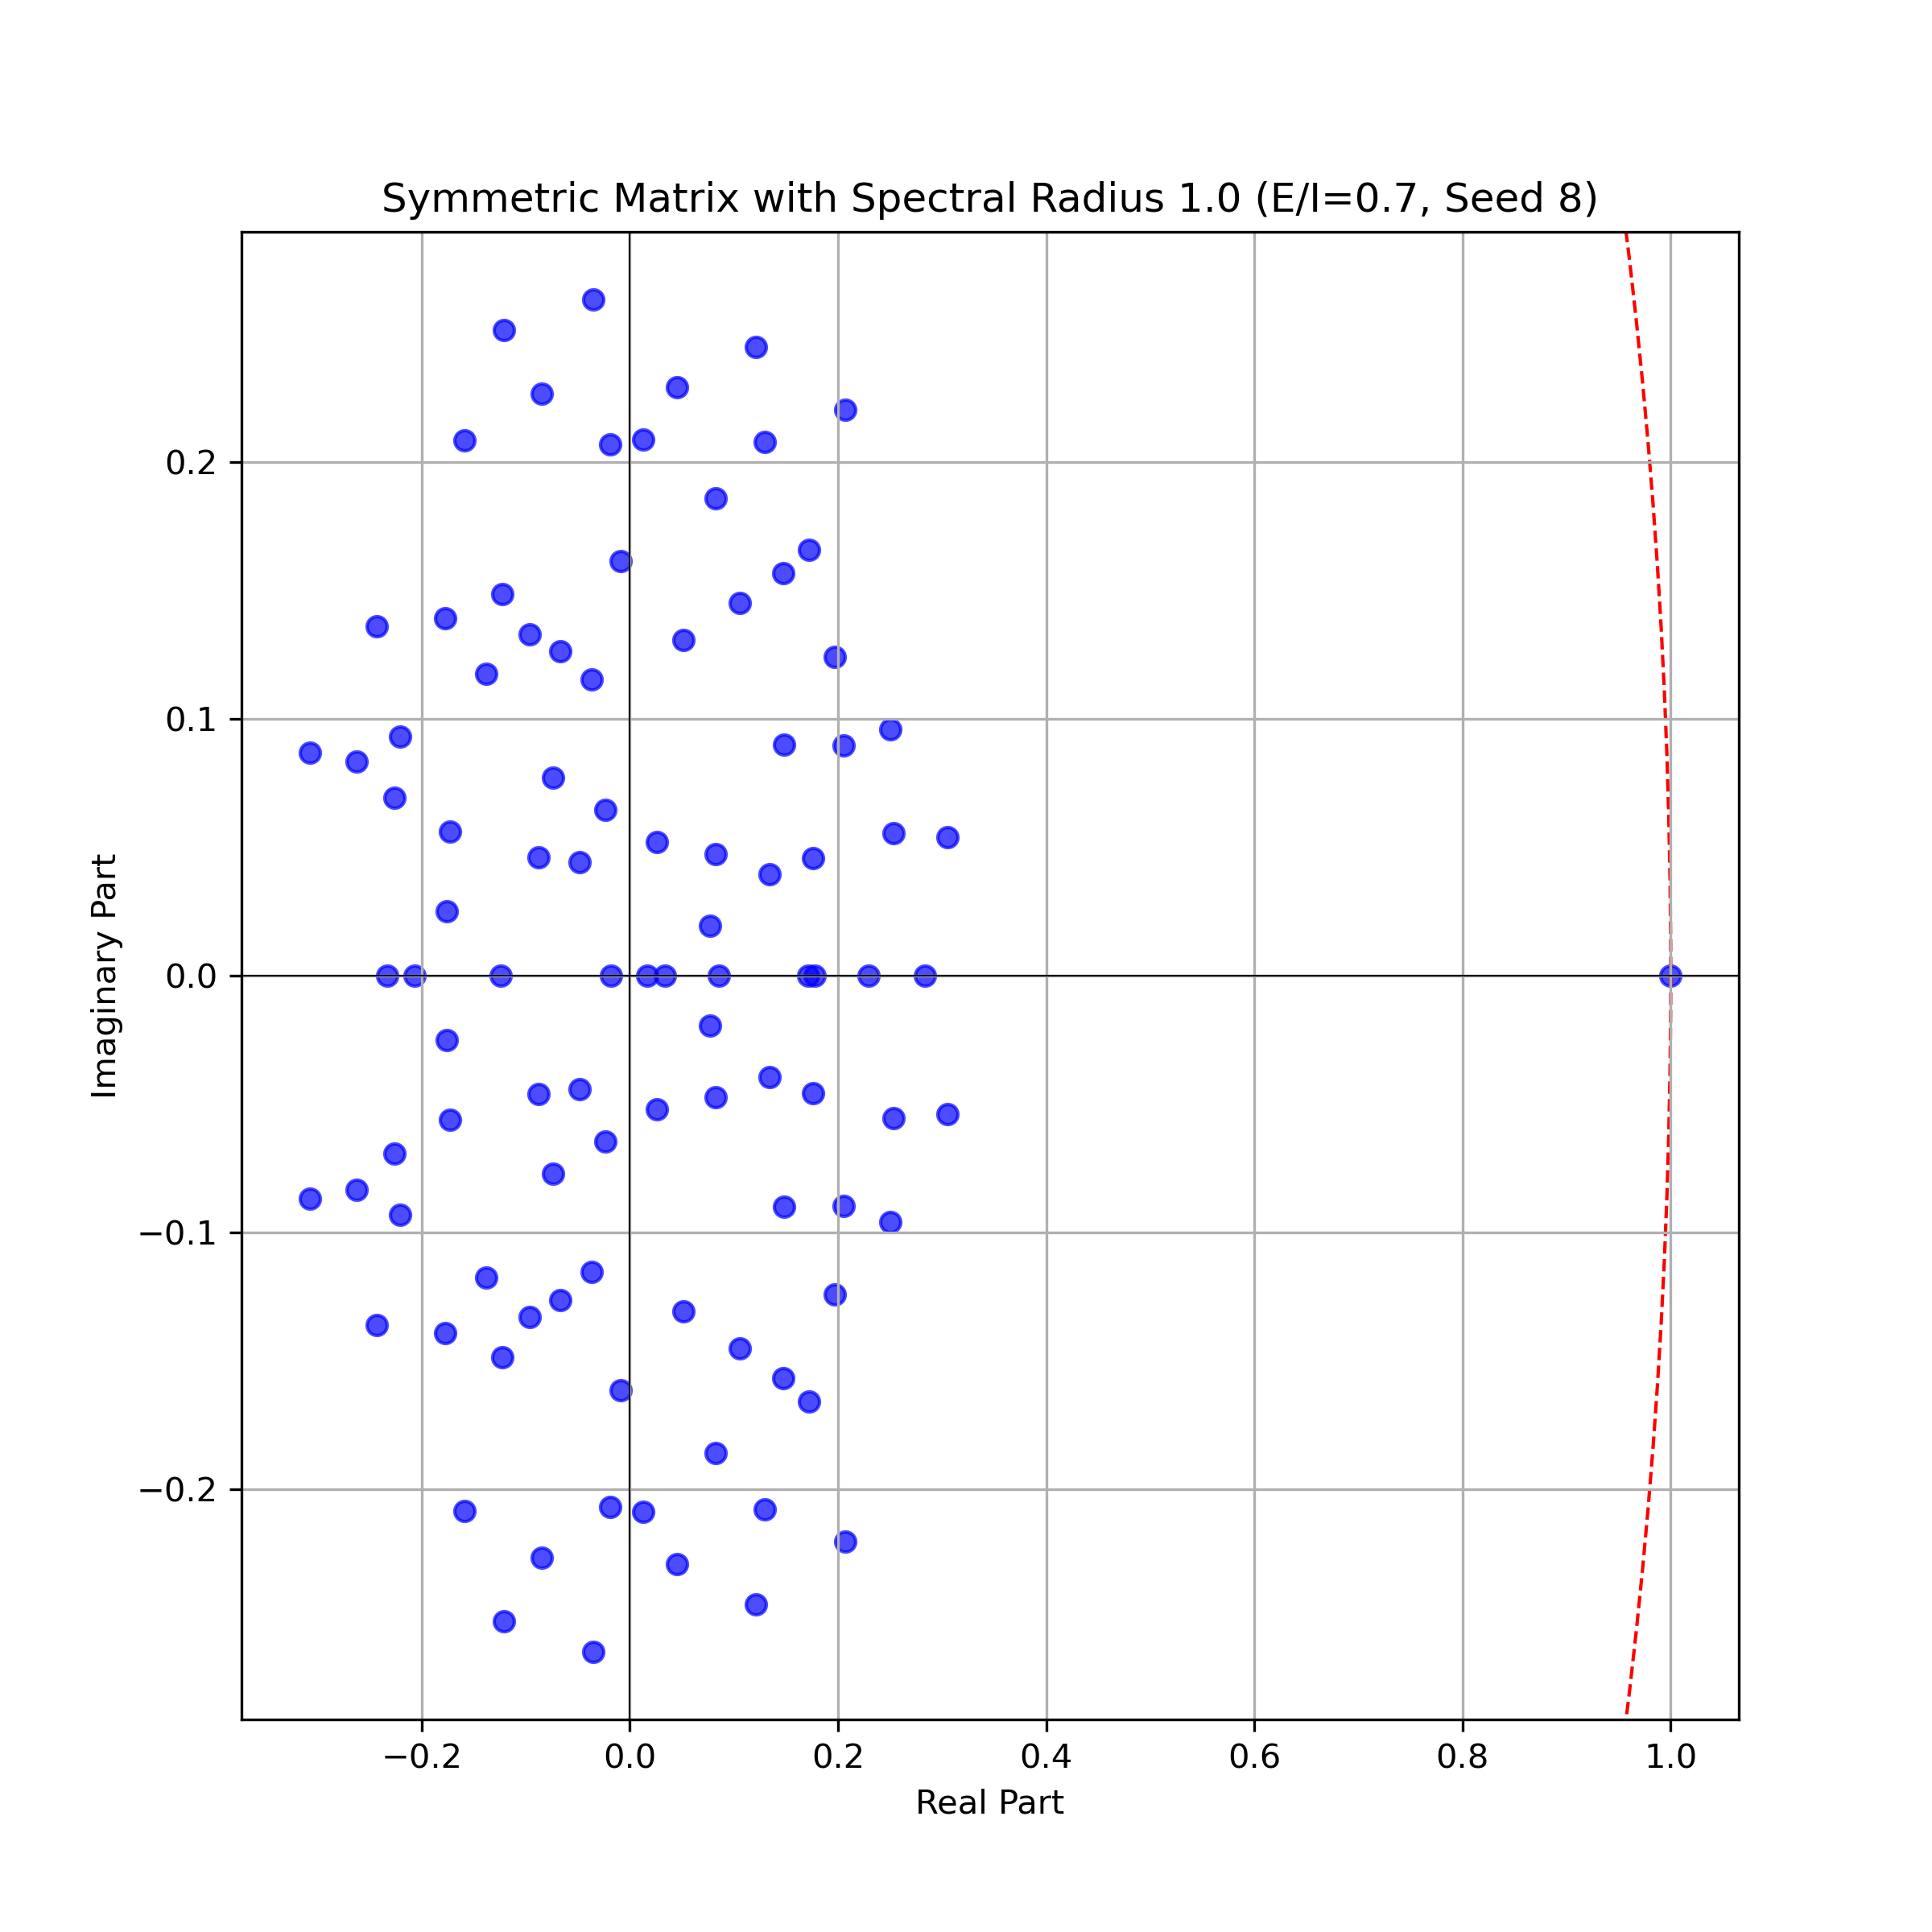 Symmetric Matrix with Spectral Radius 1.0 (E/I=0.7, Seed 8)
0.2
0.1
0.0
−0.1
−0.2
Imaginary Part
−0.2 0.0 0.2 0.4 0.6 0.8 1.0
Real Part